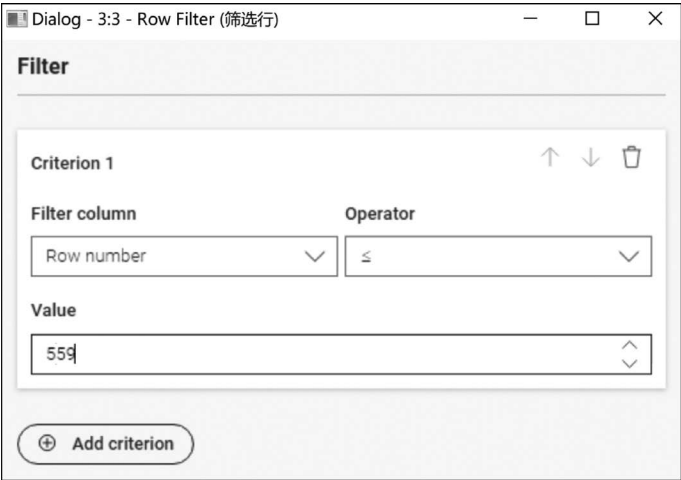 Dialog - 3:3 - Row Filter (筛选行)
Filter
Criterion 1
Filter column
Operator
Row number
≤
Value
559
Add criterion